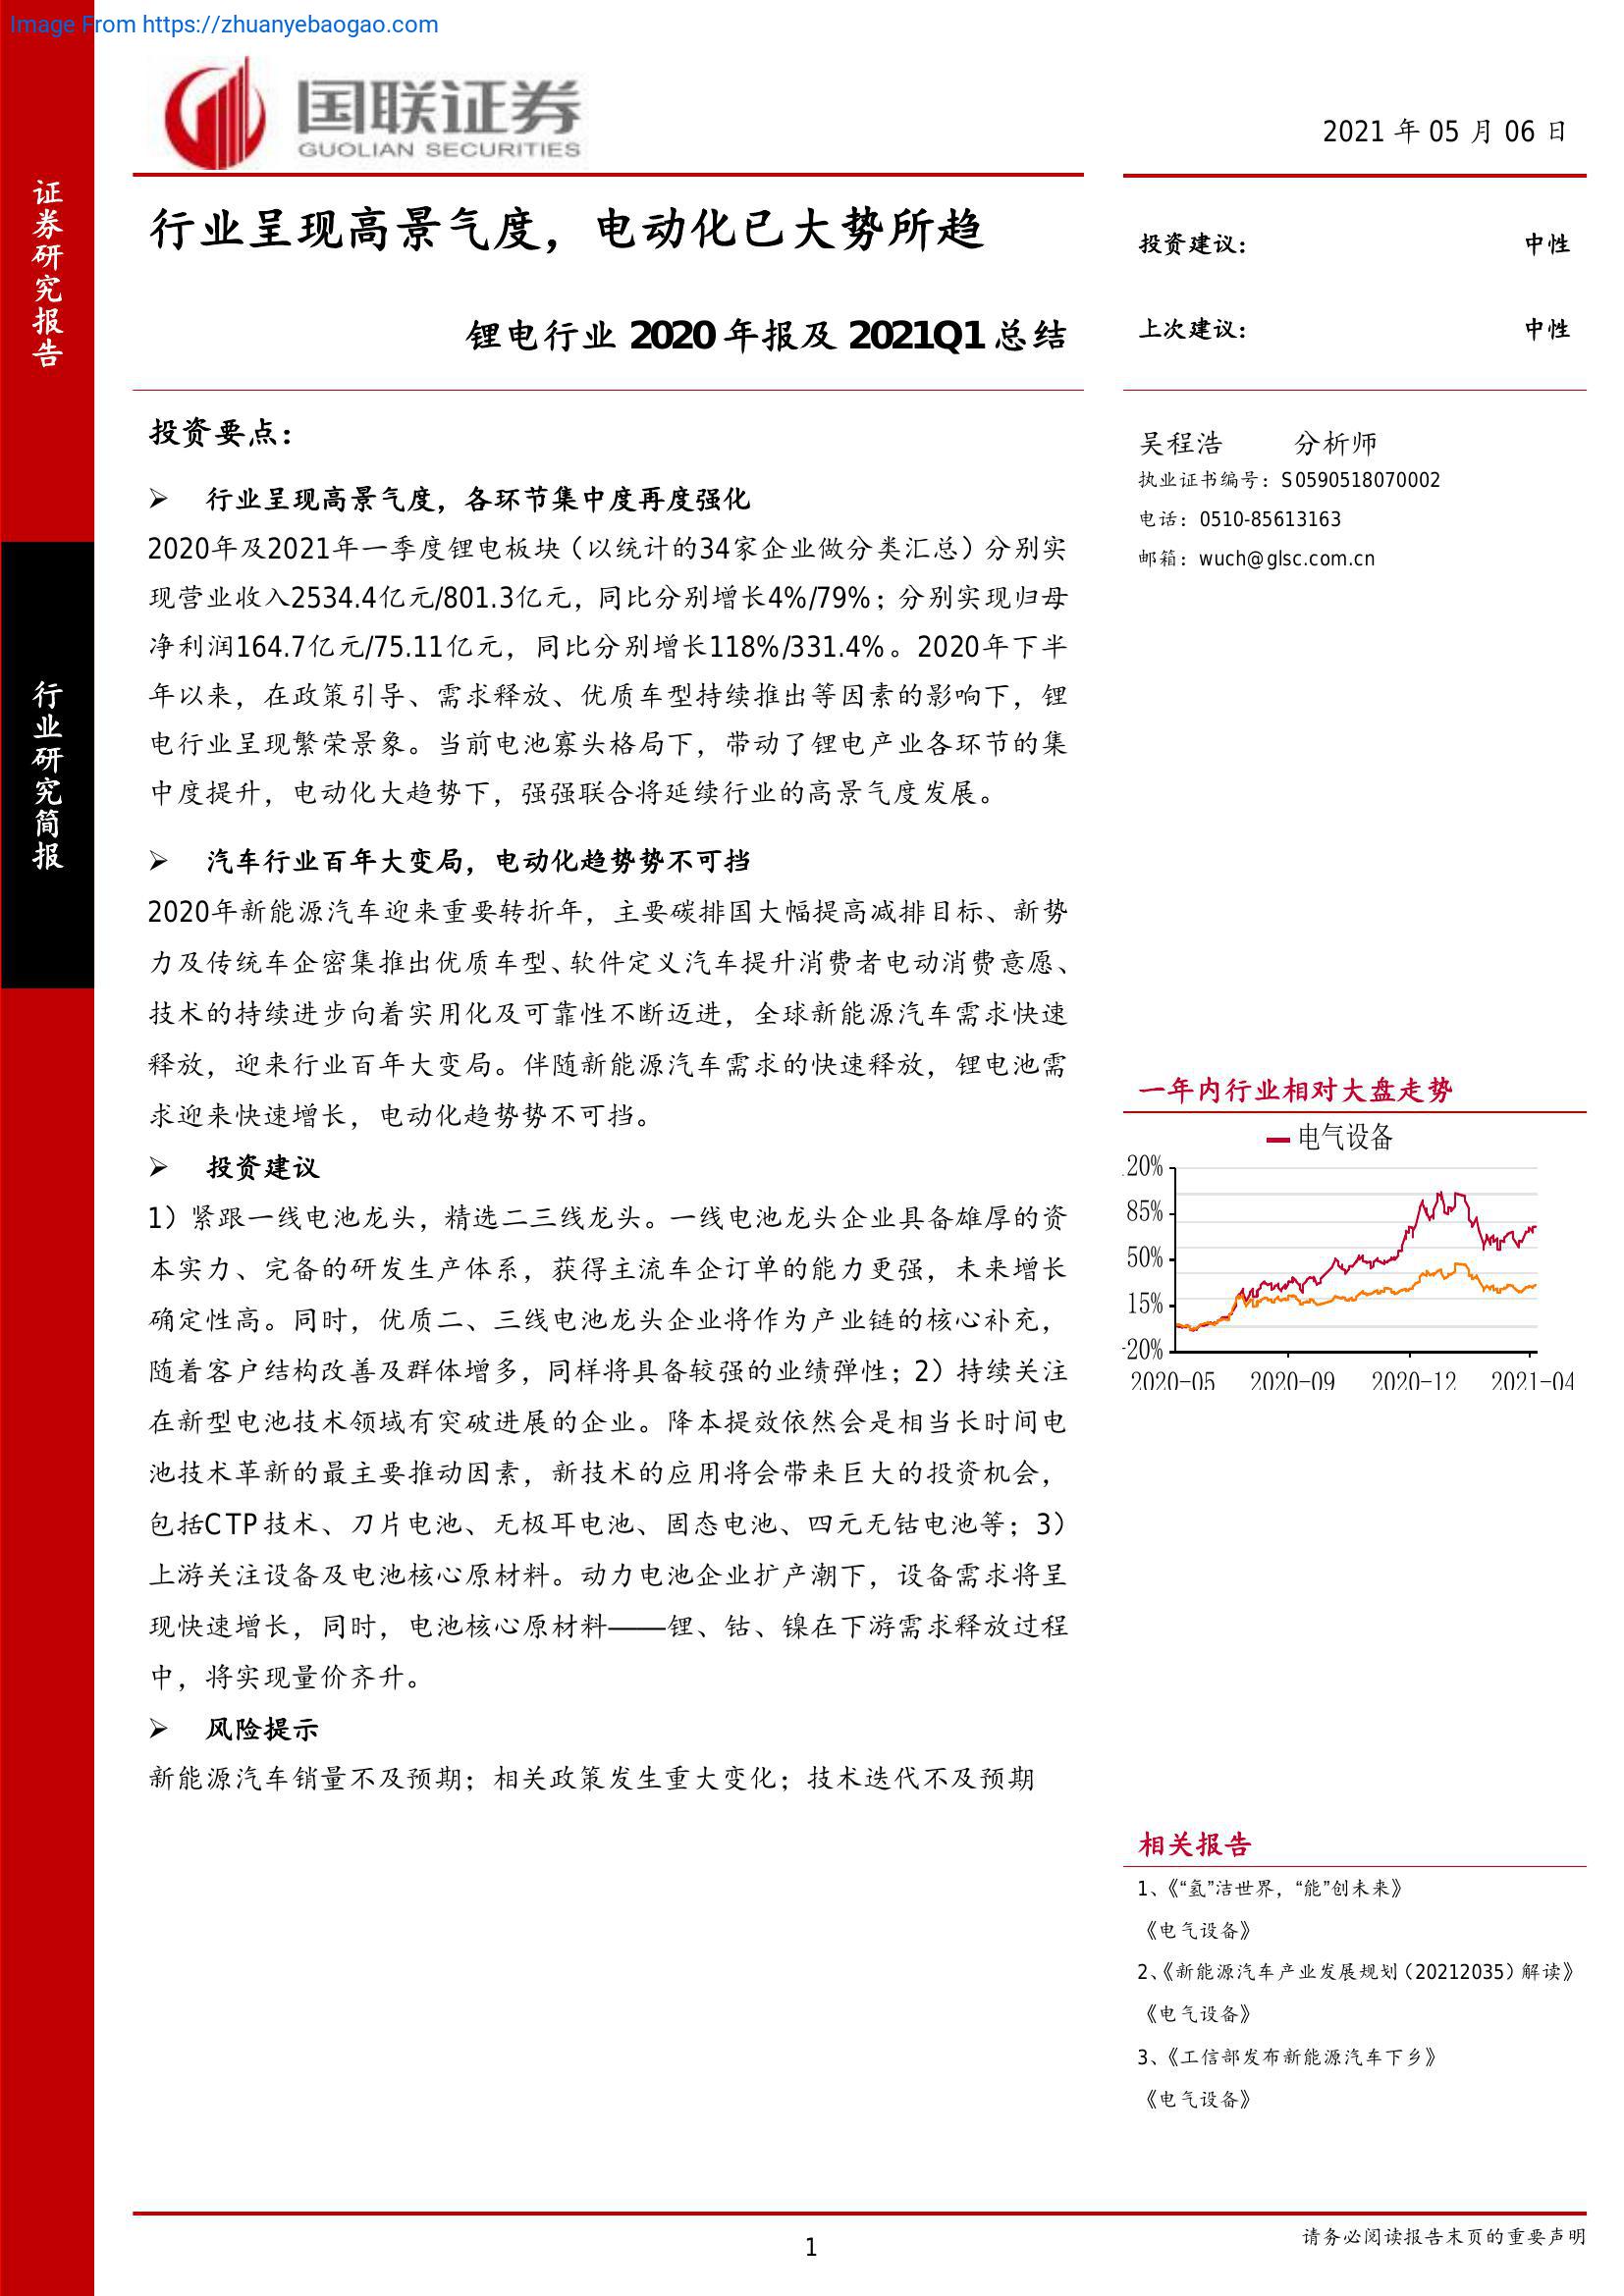 Image From https://zhuanyebaogao.com
国联证券
GUOLIAN SECURITIES
2021 年 05 月 06 日
证券研究报告
行业研究简报
行业呈现高景气度，电动化已大势所趋
锂电行业 2020 年报及 2021Q1 总结
投资建议： 中性
上次建议： 中性
投资要点：
➢ 行业呈现高景气度，各环节集中度再度强化
2020年及2021年一季度锂电板块（以统计的34家企业做分类汇总）分别实
现营业收入2534.4亿元/801.3亿元，同比分别增长4%/79%；分别实现归母
净利润164.7亿元/75.11亿元，同比分别增长118%/331.4%。2020年下半
年以来，在政策引导、需求释放、优质车型持续推出等因素的影响下，锂
电行业呈现繁荣景象。当前电池寡头格局下，带动了锂电产业各环节的集
中度提升，电动化大趋势下，强强联合将延续行业的高景气度发展。
➢ 汽车行业百年大变局，电动化趋势势不可挡
2020年新能源汽车迎来重要转折年，主要碳排国大幅提高减排目标、新势
力及传统车企密集推出优质车型、软件定义汽车提升消费者电动消费意愿、
技术的持续进步向着实用化及可靠性不断迈进，全球新能源汽车需求快速
释放，迎来行业百年大变局。伴随新能源汽车需求的快速释放，锂电池需
求迎来快速增长，电动化趋势势不可挡。
➢ 投资建议
1）紧跟一线电池龙头，精选二三线龙头。一线电池龙头企业具备雄厚的资
本实力、完备的研发生产体系，获得主流车企订单的能力更强，未来增长
确定性高。同时，优质二、三线电池龙头企业将作为产业链的核心补充，
随着客户结构改善及群体增多，同样将具备较强的业绩弹性；2）持续关注
在新型电池技术领域有突破进展的企业。降本提效依然会是相当长时间电
池技术革新的最主要推动因素，新技术的应用将会带来巨大的投资机会，
包括CTP技术、刀片电池、无极耳电池、固态电池、四元无钴电池等；3）
上游关注设备及电池核心原材料。动力电池企业扩产潮下，设备需求将呈
现快速增长，同时，电池核心原材料——锂、钴、镍在下游需求释放过程
中，将实现量价齐升。
➢ 风险提示
新能源汽车销量不及预期；相关政策发生重大变化；技术迭代不及预期
吴程浩 分析师
执业证书编号：S0590518070002
电话：0510-85613163
邮箱：wuch@glsc.com.cn
一年内行业相对大盘走势
电气设备
20%
85%
50%
15%
-20%
2020-05 2020-09 2020-12 2021-04
相关报告
1、《“氢”洁世界，“能”创未来》
《电气设备》
2、《新能源汽车产业发展规划（20212035）解读》
《电气设备》
3、《工信部发布新能源汽车下乡》
《电气设备》
1
请务必阅读报告末页的重要声明